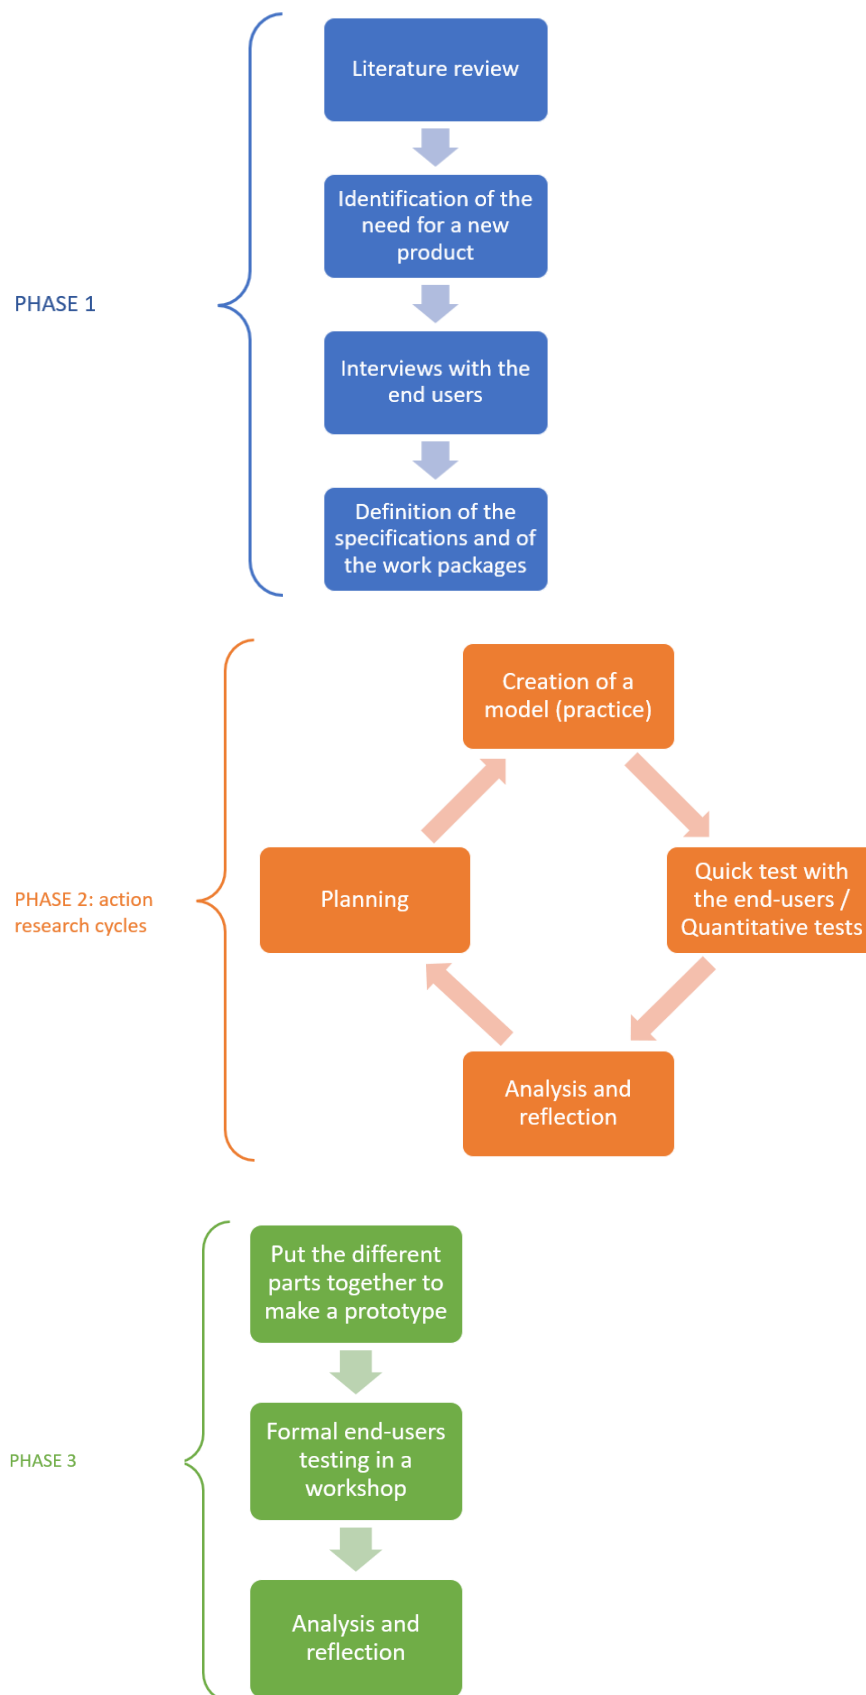 Literature review
Identification of the
need for a new
product
PHASE 1
Interviews with the
end users
Definition of the
specifications and of
the work packages
Creation of a
model (practice)
PHASE 2: action
research cycles
Planning
Quick test with
the end-users /
Quantitative tests
Analysis and
reflection
Put the different
parts together to
make a prototype
PHASE 3
Formal end-users
testing in a
workshop
Analysis and
reflection